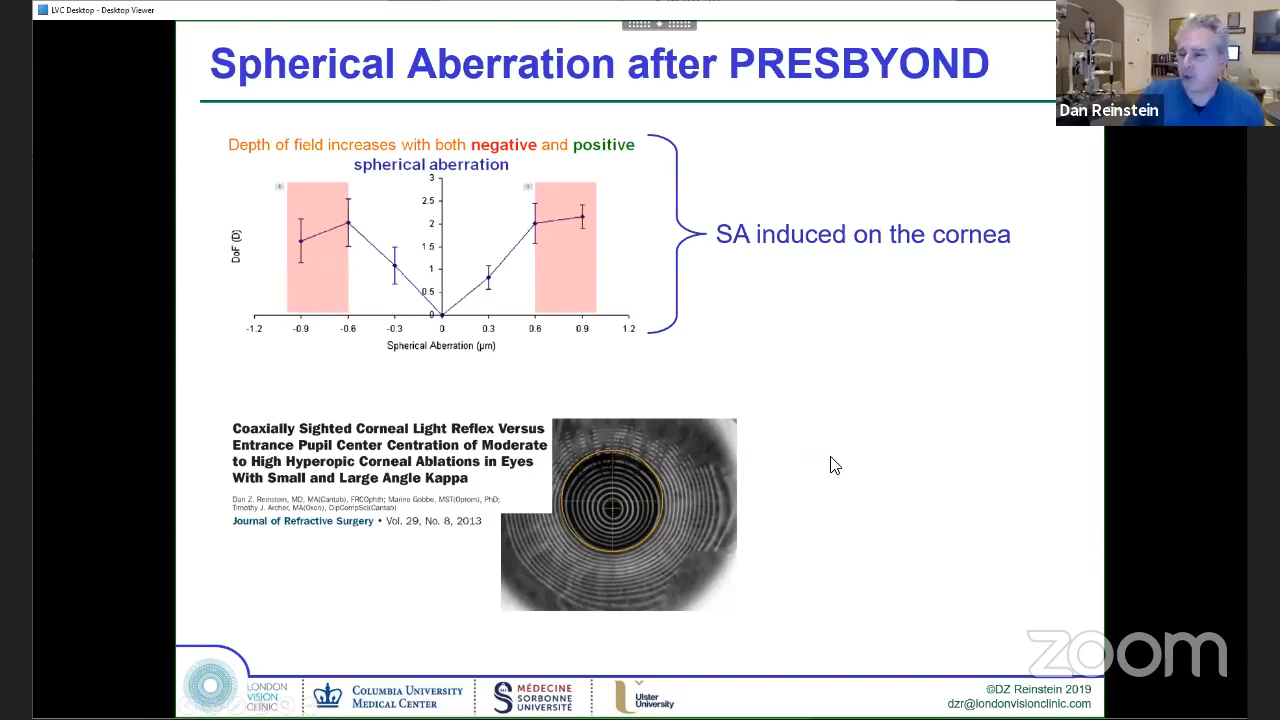 LVC Desktop - Desktop Viewer
Spherical Aberration after PRESBYOND
Dan Reinstein
Depth of field increases with both negative and positive
spherical aberration
3
2.5
2
1.5
1
0.5
0
DoF (D)
-1.2 -0.9 -0.6 -0.3 0 0.3 0.6 0.9 1.2
Spherical Aberration (µm)
SA induced on the cornea
Coaxially Sighted Corneal Light Reflex Versus
Entrance Pupil Center Centration of Moderate
to High Hyperopic Corneal Ablations in Eyes
With Small and Large Angle Kappa
Dan Z. Reinstein, MD, MA(Cantab), FRCOphth; Marine Gobbe, MST(Optom), PhD;
Timothy J. Archer, MA(Oxon), DipCompSci(Cantab)
Journal of Refractive Surgery • Vol. 29, No. 8, 2013
zoom
LONDON
VISION
CLINIC
COLUMBIA UNIVERSITY
MEDICAL CENTER
MÉDECINE
SORBONNE
UNIVERSITÉ
Ulster
University
©DZ Reinstein 2019
dzr@londonvisionclinic.com